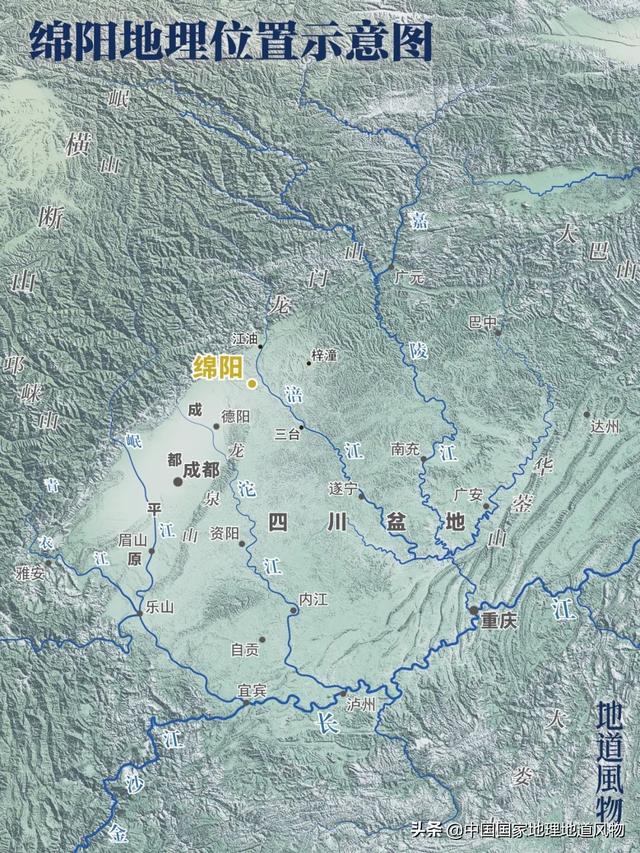 绵阳地理位置示意图
岷山
横断山
大巴山
嘉陵江
龙门山
广元
巴中
江油
梓潼
绵阳
涪江
邛崃山
成都平原
德阳
三台
达州
岷江
龙泉山
沱江
南充
华蓥山
成都
遂宁
广安
青衣江
四川盆地
眉山
资阳
雅安
乐山
内江
重庆
长江
自贡
宜宾
泸州
金沙江
大娄山
地道風物
头条 @中国国家地理地道风物